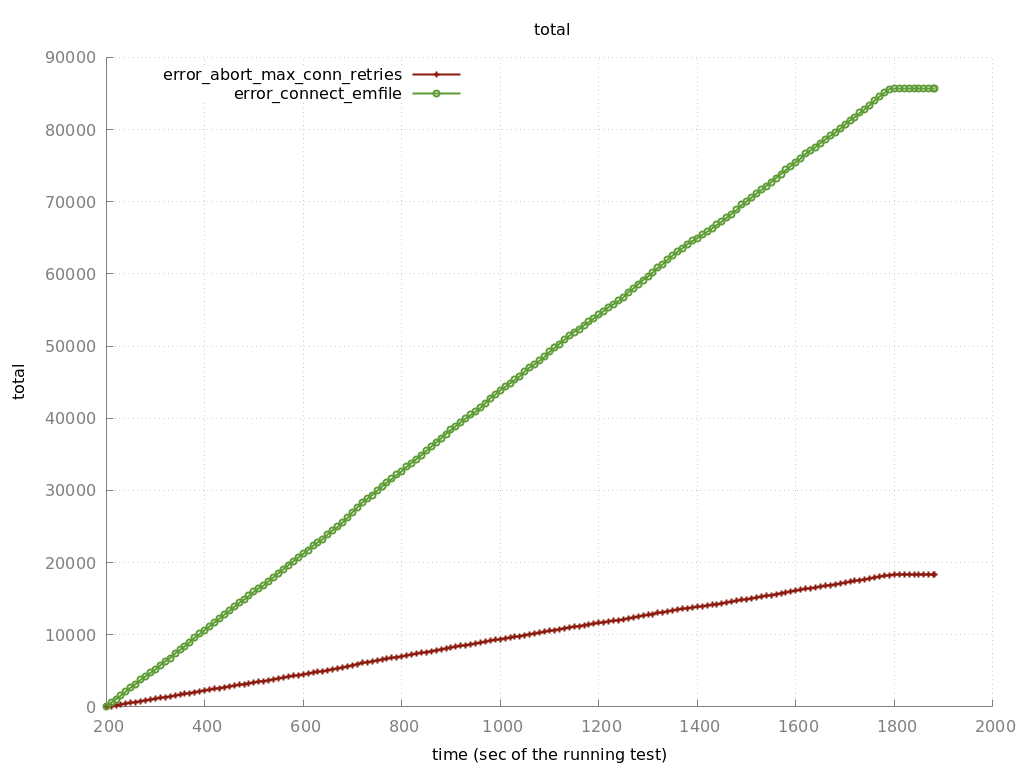 total
error_abort_max_conn_retries
error_connect_emfile
90000
80000
70000
60000
50000
40000
30000
20000
10000
0
total
200 400 600 800 1000 1200 1400 1600 1800 2000
time (sec of the running test)